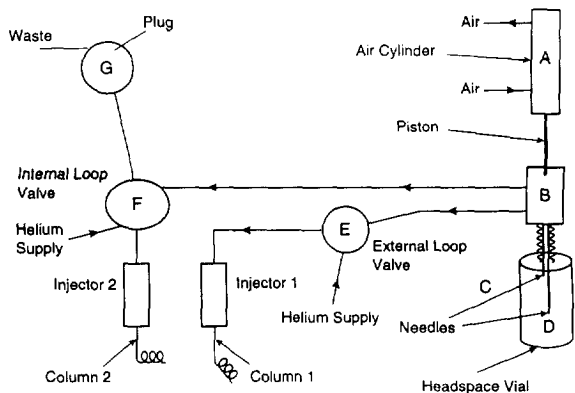 Waste
Plug
G
Air
Air Cylinder
A
Air
Piston
Internal Loop
Valve
F
B
Helium
Supply
E
External Loop
Valve
Injector 2
Injector 1
C
Helium Supply
Needles
D
Column 2
Column 1
Headspace Vial